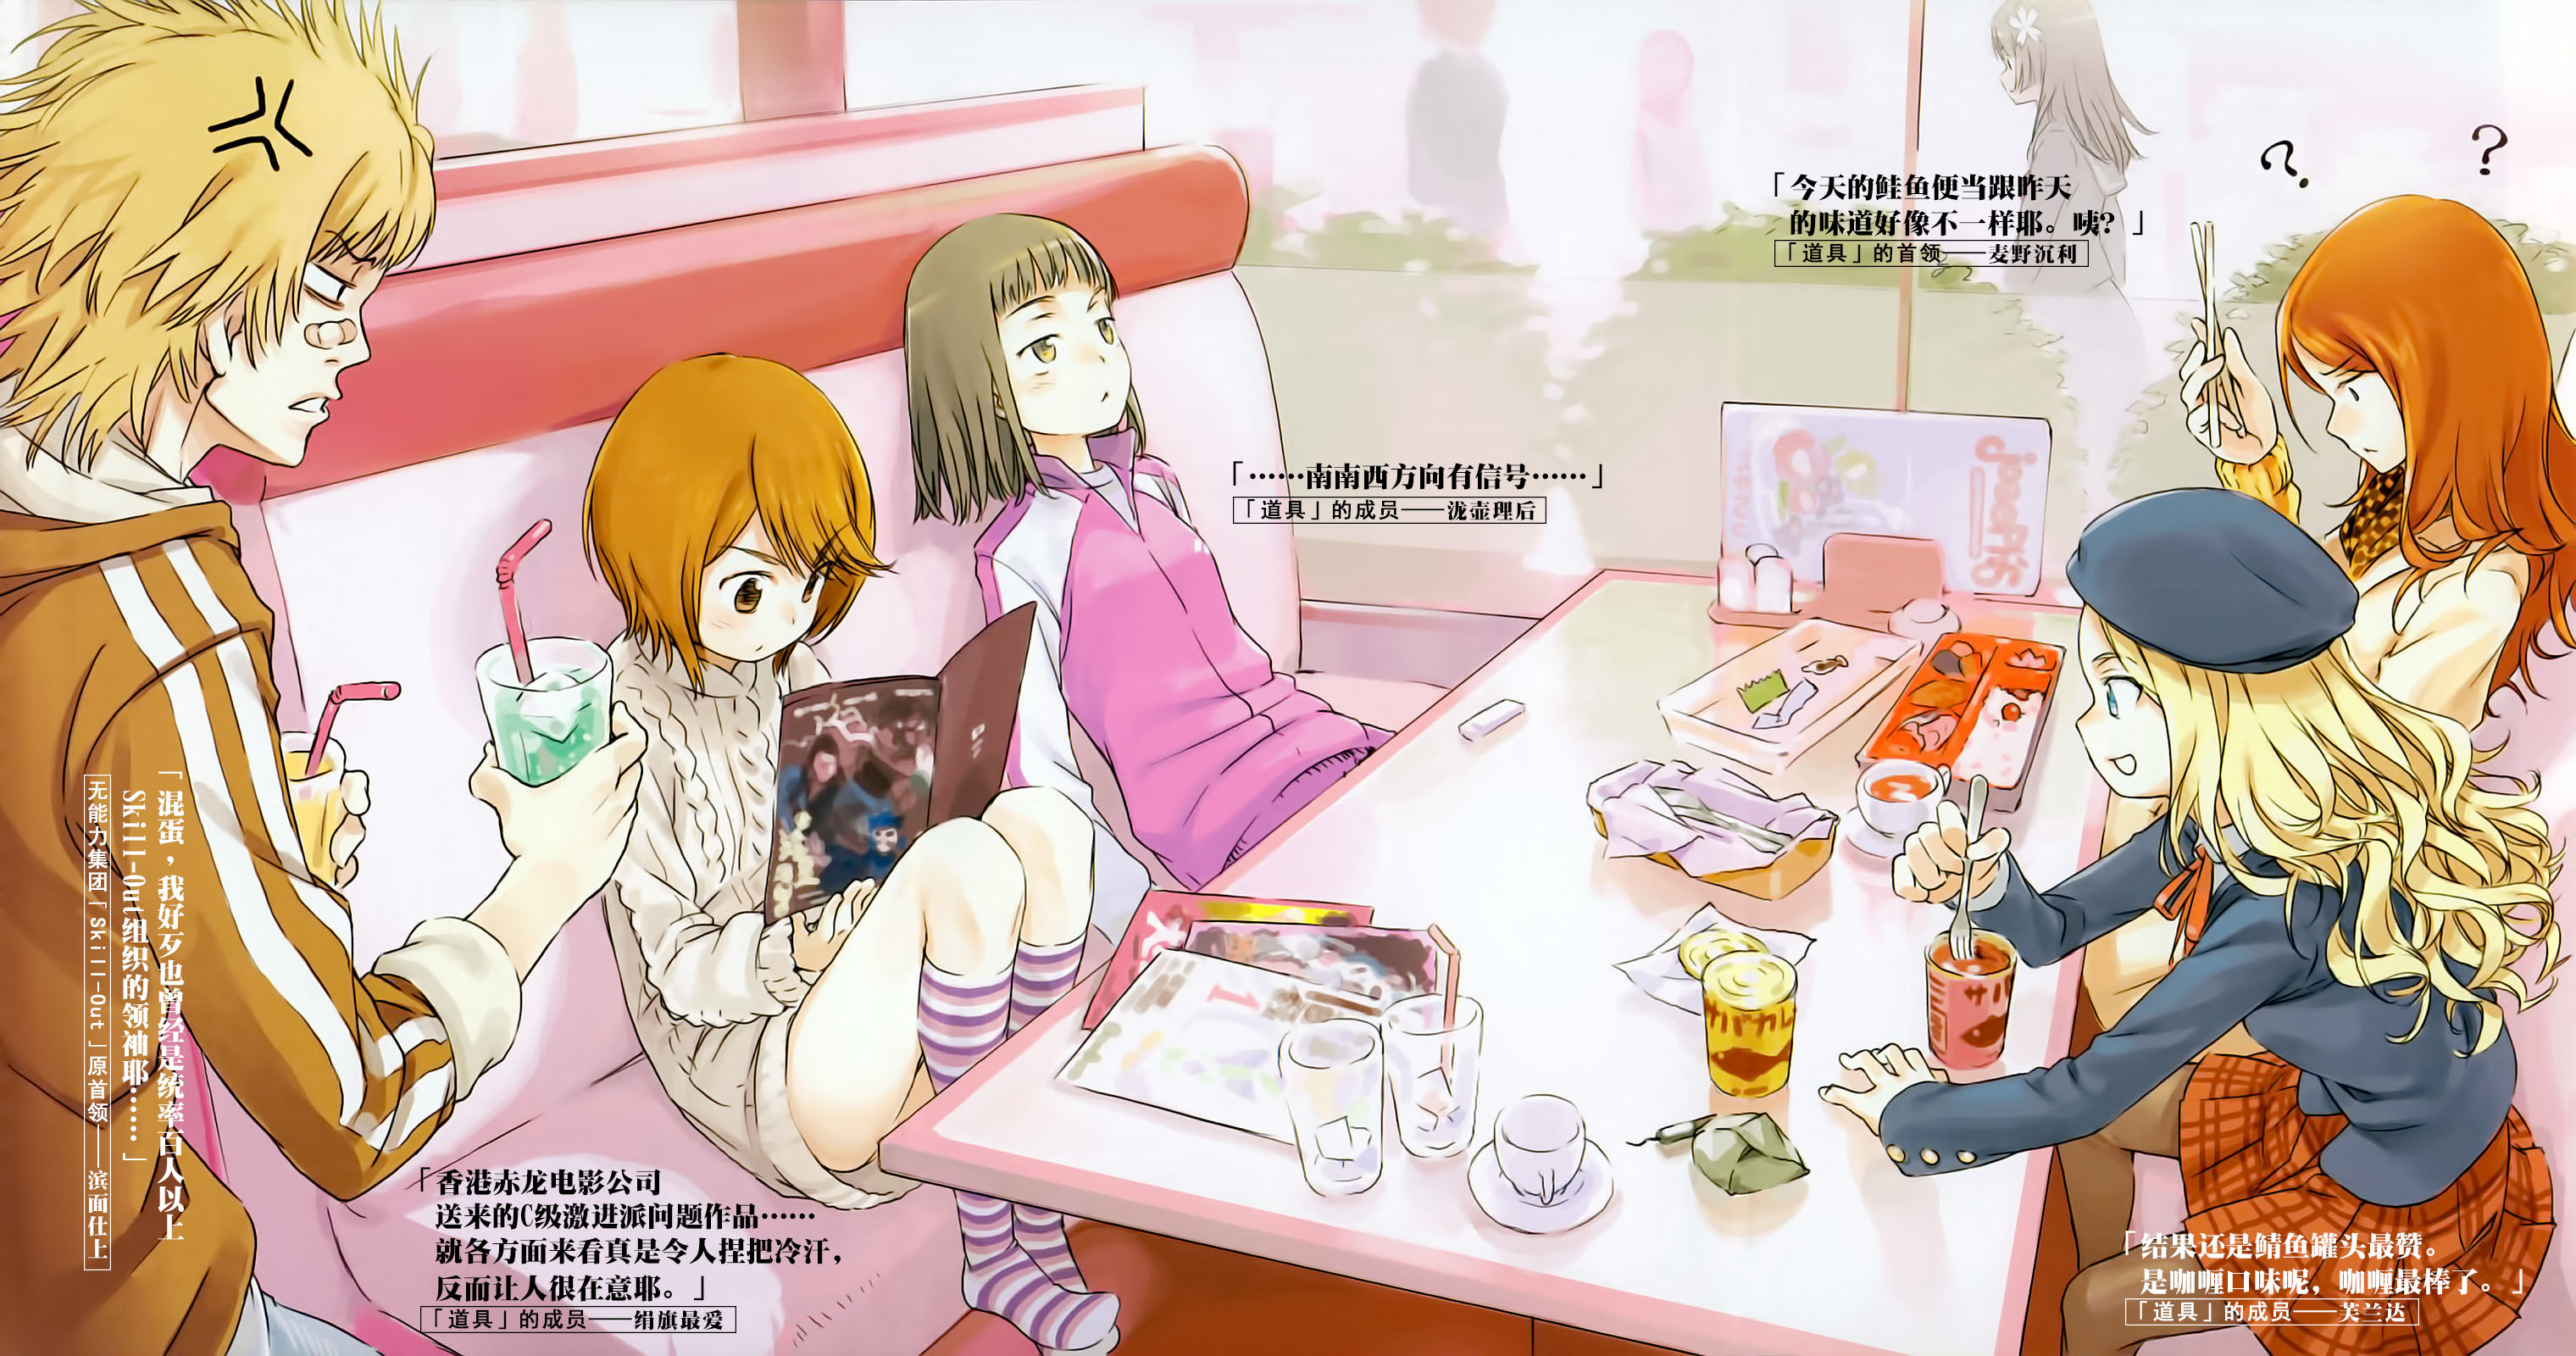 「混蛋，我好歹也曾经是统率百人以上
Skill-Out组织的领袖耶……」
无能力集团「Skill-Out」原首领——滨面仕上
「香港赤龙电影公司
送来的C级激进派问题作品……
就各方面来看真是令人捏把冷汗，
反而让人很在意耶。」
「道具」的成员——绢旗最爱
「……南南西方向有信号……」
「道具」的成员——泷壶理后
「今天的鲑鱼便当跟昨天
的味道好像不一样耶。咦？」
「道具」的首领——麦野沉利
? ?
MENU
Joseph's
サバカレ
サバ
「结果还是鲭鱼罐头最赞。
是咖喱口味呢，咖喱最棒了。」
「道具」的成员——芙兰达